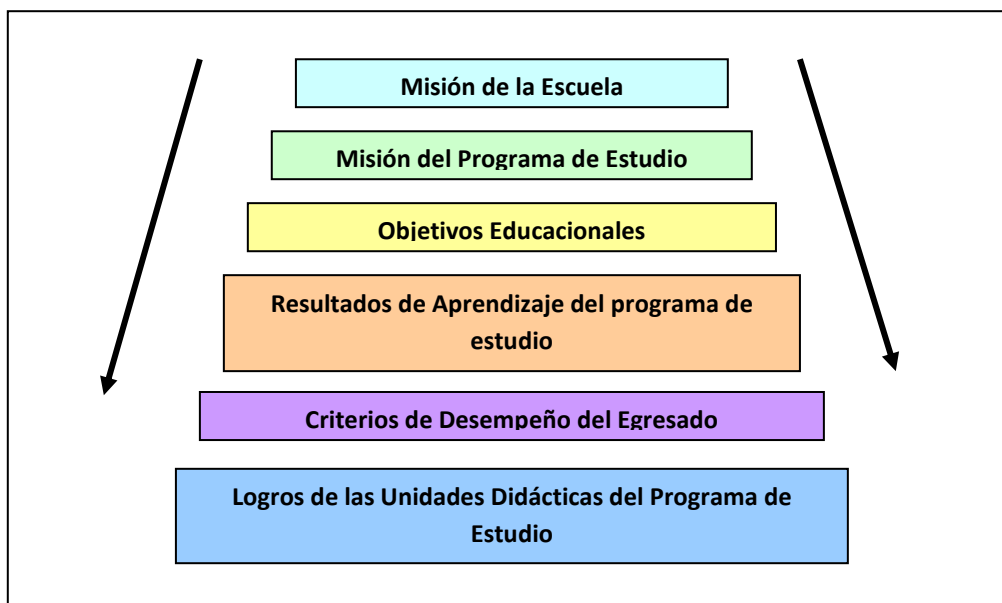 Misión de la Escuela
Misión del Programa de Estudio
Objetivos Educacionales
Resultados de Aprendizaje del programa de
estudio
Criterios de Desempeño del Egresado
Logros de las Unidades Didácticas del Programa de
Estudio